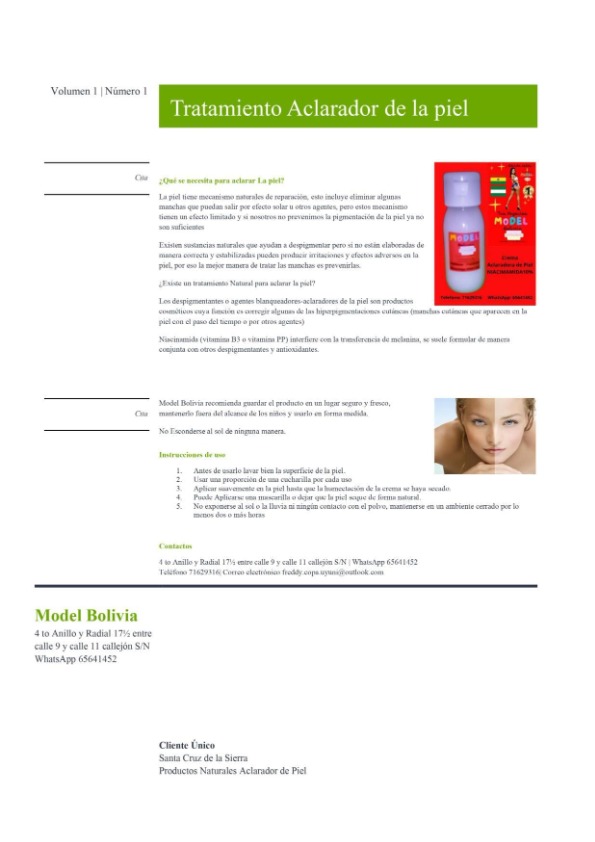 Volumen 1 | Número 1
Tratamiento Aclarador de la piel
Cita
¿Qué se necesita para aclarar La piel?
La piel tiene mecanismo naturales de reparación, esto incluye eliminar algunas
manchas que puedan salir por efecto solar u otros agentes, pero estos mecanismo
tienen un efecto limitado y si nosotros no prevenimos la pigmentación de la piel ya no
son suficientes
Existen sustancias naturales que ayudan a despigmentar pero si no están elaboradas de
manera correcta y estabilizadas pueden producir irritaciones y efectos adversos en la
piel, por eso la mejor manera de tratar las manchas es prevenirlas.
¿Existe un tratamiento Natural para aclarar la piel?
Los despigmentantes o agentes blanqueadores-aclaradores de la piel son productos
cosméticos cuya función es corregir algunas de las hiperpigmentaciones cutáneas (manchas cutáneas que aparecen en la
piel con el paso del tiempo o por otros agentes)
Niacinamida (vitamina B3 o vitamina PP) interfiere con la transferencia de melanina, se suele formular de manera
conjunta con otros despigmentantes y antioxidantes.
MODEL
MODEL
Crema
Aclaradora de Piel
NIACINAMIDA10%
Teléfono: 71629316 WhatsApp 65641452
Cita
Model Bolivia recomienda guardar el producto en un lugar seguro y fresco,
mantenerlo fuera del alcance de los niños y usarlo en forma medida.
No Esconderse al sol de ninguna manera.
Instrucciones de uso
1. Antes de usarlo lavar bien la superficie de la piel.
2. Usar una proporción de una cucharilla por cada uso
3. Aplicar suavemente en la piel hasta que la humectación de la crema se haya secado.
4. Puede Aplicarse una mascarilla o dejar que la piel seque de forma natural.
5. No exponerse al sol o la lluvia ni ningún contacto con el polvo, mantenerse en un ambiente cerrado por lo
menos dos o más horas
Contactos
4 to Anillo y Radial 17½ entre calle 9 y calle 11 callejón S/N | WhatsApp 65641452
Teléfono 71629316| Correo electrónico freddy.copa.uyuni@outlook.com
Model Bolivia
4 to Anillo y Radial 17½ entre
calle 9 y calle 11 callejón S/N
WhatsApp 65641452
Cliente Único
Santa Cruz de la Sierra
Productos Naturales Aclarador de Piel